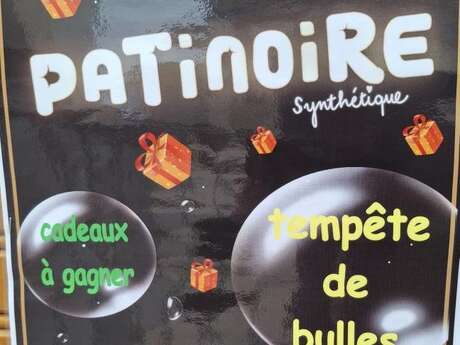 PATiNOiRE
Synthétique
cadeaux
à gagner
tempête
de
bulles